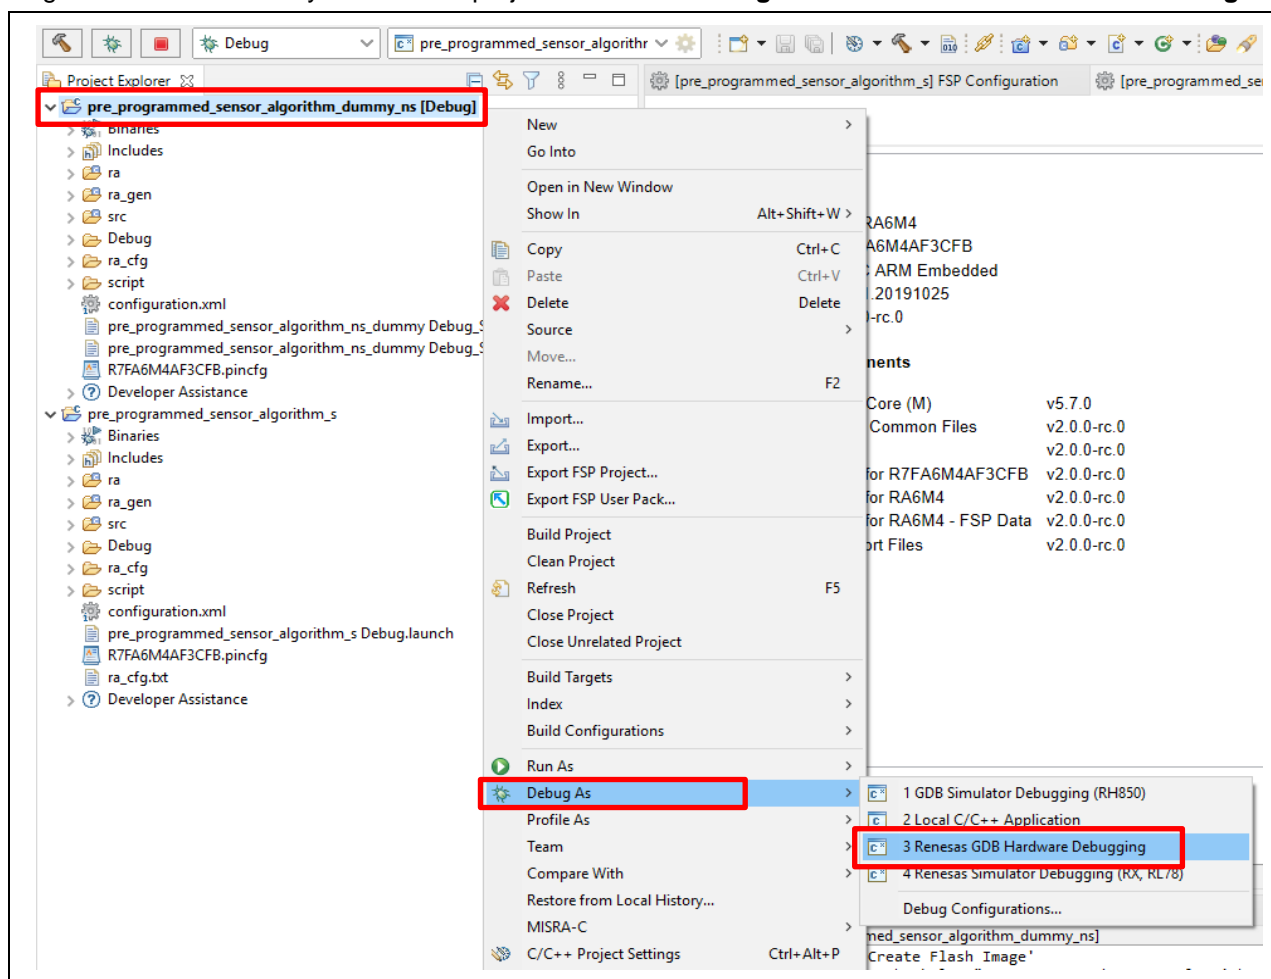 Debug
pre_programmed_sensor_algorithr
Project Explorer
[pre_programmed_sensor_algorithm_s] FSP Configuration
[pre_programmed_se
pre_programmed_sensor_algorithm_dummy_ns [Debug]
Binaries
Includes
ra
ra_gen
src
Debug
ra_cfg
script
configuration.xml
pre_programmed_sensor_algorithm_ns_dummy Debug_S
pre_programmed_sensor_algorithm_ns_dummy Debug_S
R7FA6M4AF3CFB.pincfg
Developer Assistance
pre_programmed_sensor_algorithm_s
Binaries
Includes
ra
ra_gen
src
Debug
ra_cfg
script
configuration.xml
pre_programmed_sensor_algorithm_s Debug.launch
R7FA6M4AF3CFB.pincfg
ra_cfg.txt
Developer Assistance
New
Go Into
Open in New Window
Show In Alt+Shift+W >
Copy Ctrl+C
Paste Ctrl+V
Delete Delete
Source
Move...
Rename... F2
Import...
Export...
Export FSP Project...
Export FSP User Pack...
Build Project
Clean Project
Refresh F5
Close Project
Close Unrelated Project
Build Targets
Index
Build Configurations
Run As
Debug As
Profile As
Team
Compare With
Restore from Local History...
MISRA-C
C/C++ Project Settings Ctrl+Alt+P
RA6M4
A6M4AF3CFB
ARM Embedded
.20191025
)-rc.0
nents
Core (M) v5.7.0
Common Files v2.0.0-rc.0
v2.0.0-rc.0
for R7FA6M4AF3CFB v2.0.0-rc.0
for RA6M4 v2.0.0-rc.0
for RA6M4 - FSP Data v2.0.0-rc.0
ort Files v2.0.0-rc.0
1 GDB Simulator Debugging (RH850)
2 Local C/C++ Application
3 Renesas GDB Hardware Debugging
4 Renesas Simulator Debugging (RX, RL78)
Debug Configurations...
med_sensor_algorithm_dummy_ns]
Create Flash Image'